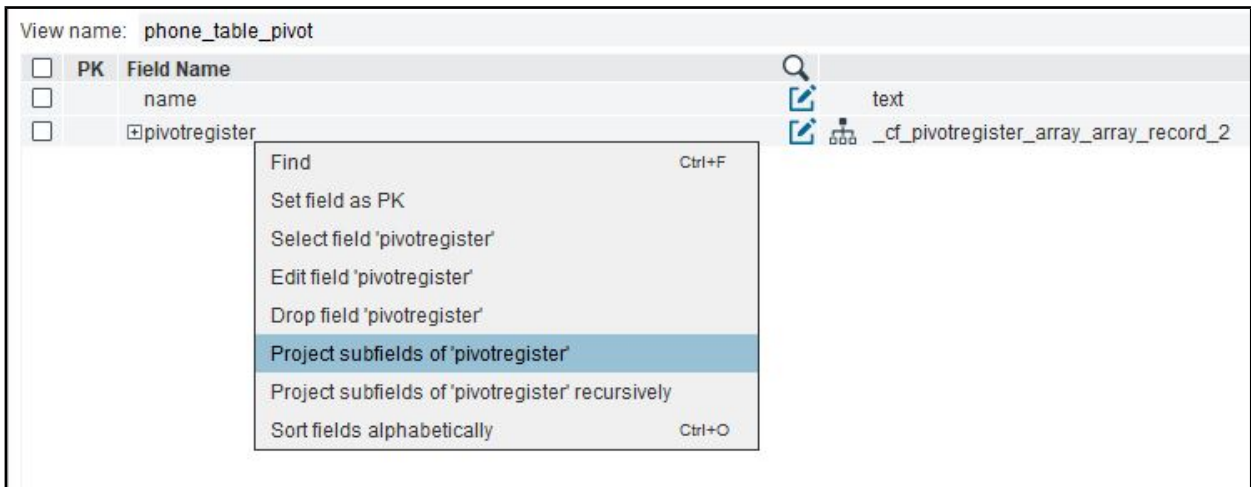 View name: phone_table_pivot
PK Field Name
name text
pivotregister _cf_pivotregister_array_array_record_2
Find Ctrl+F
Set field as PK
Select field 'pivotregister'
Edit field 'pivotregister'
Drop field 'pivotregister'
Project subfields of 'pivotregister'
Project subfields of 'pivotregister' recursively
Sort fields alphabetically Ctrl+O